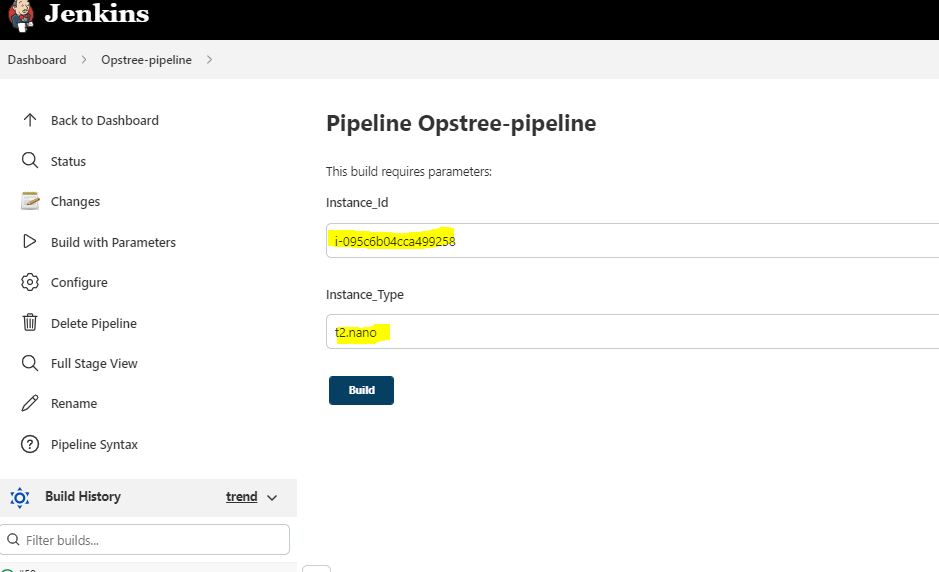 Jenkins
Dashboard
Opstree-pipeline
Back to Dashboard
Status
Changes
Build with Parameters
Configure
Delete Pipeline
Full Stage View
Rename
Pipeline Syntax
Build History
trend
Filter builds...
Pipeline Opstree-pipeline
This build requires parameters:
Instance_Id
i-095c6b04cca499258
Instance_Type
t2.nano
Build